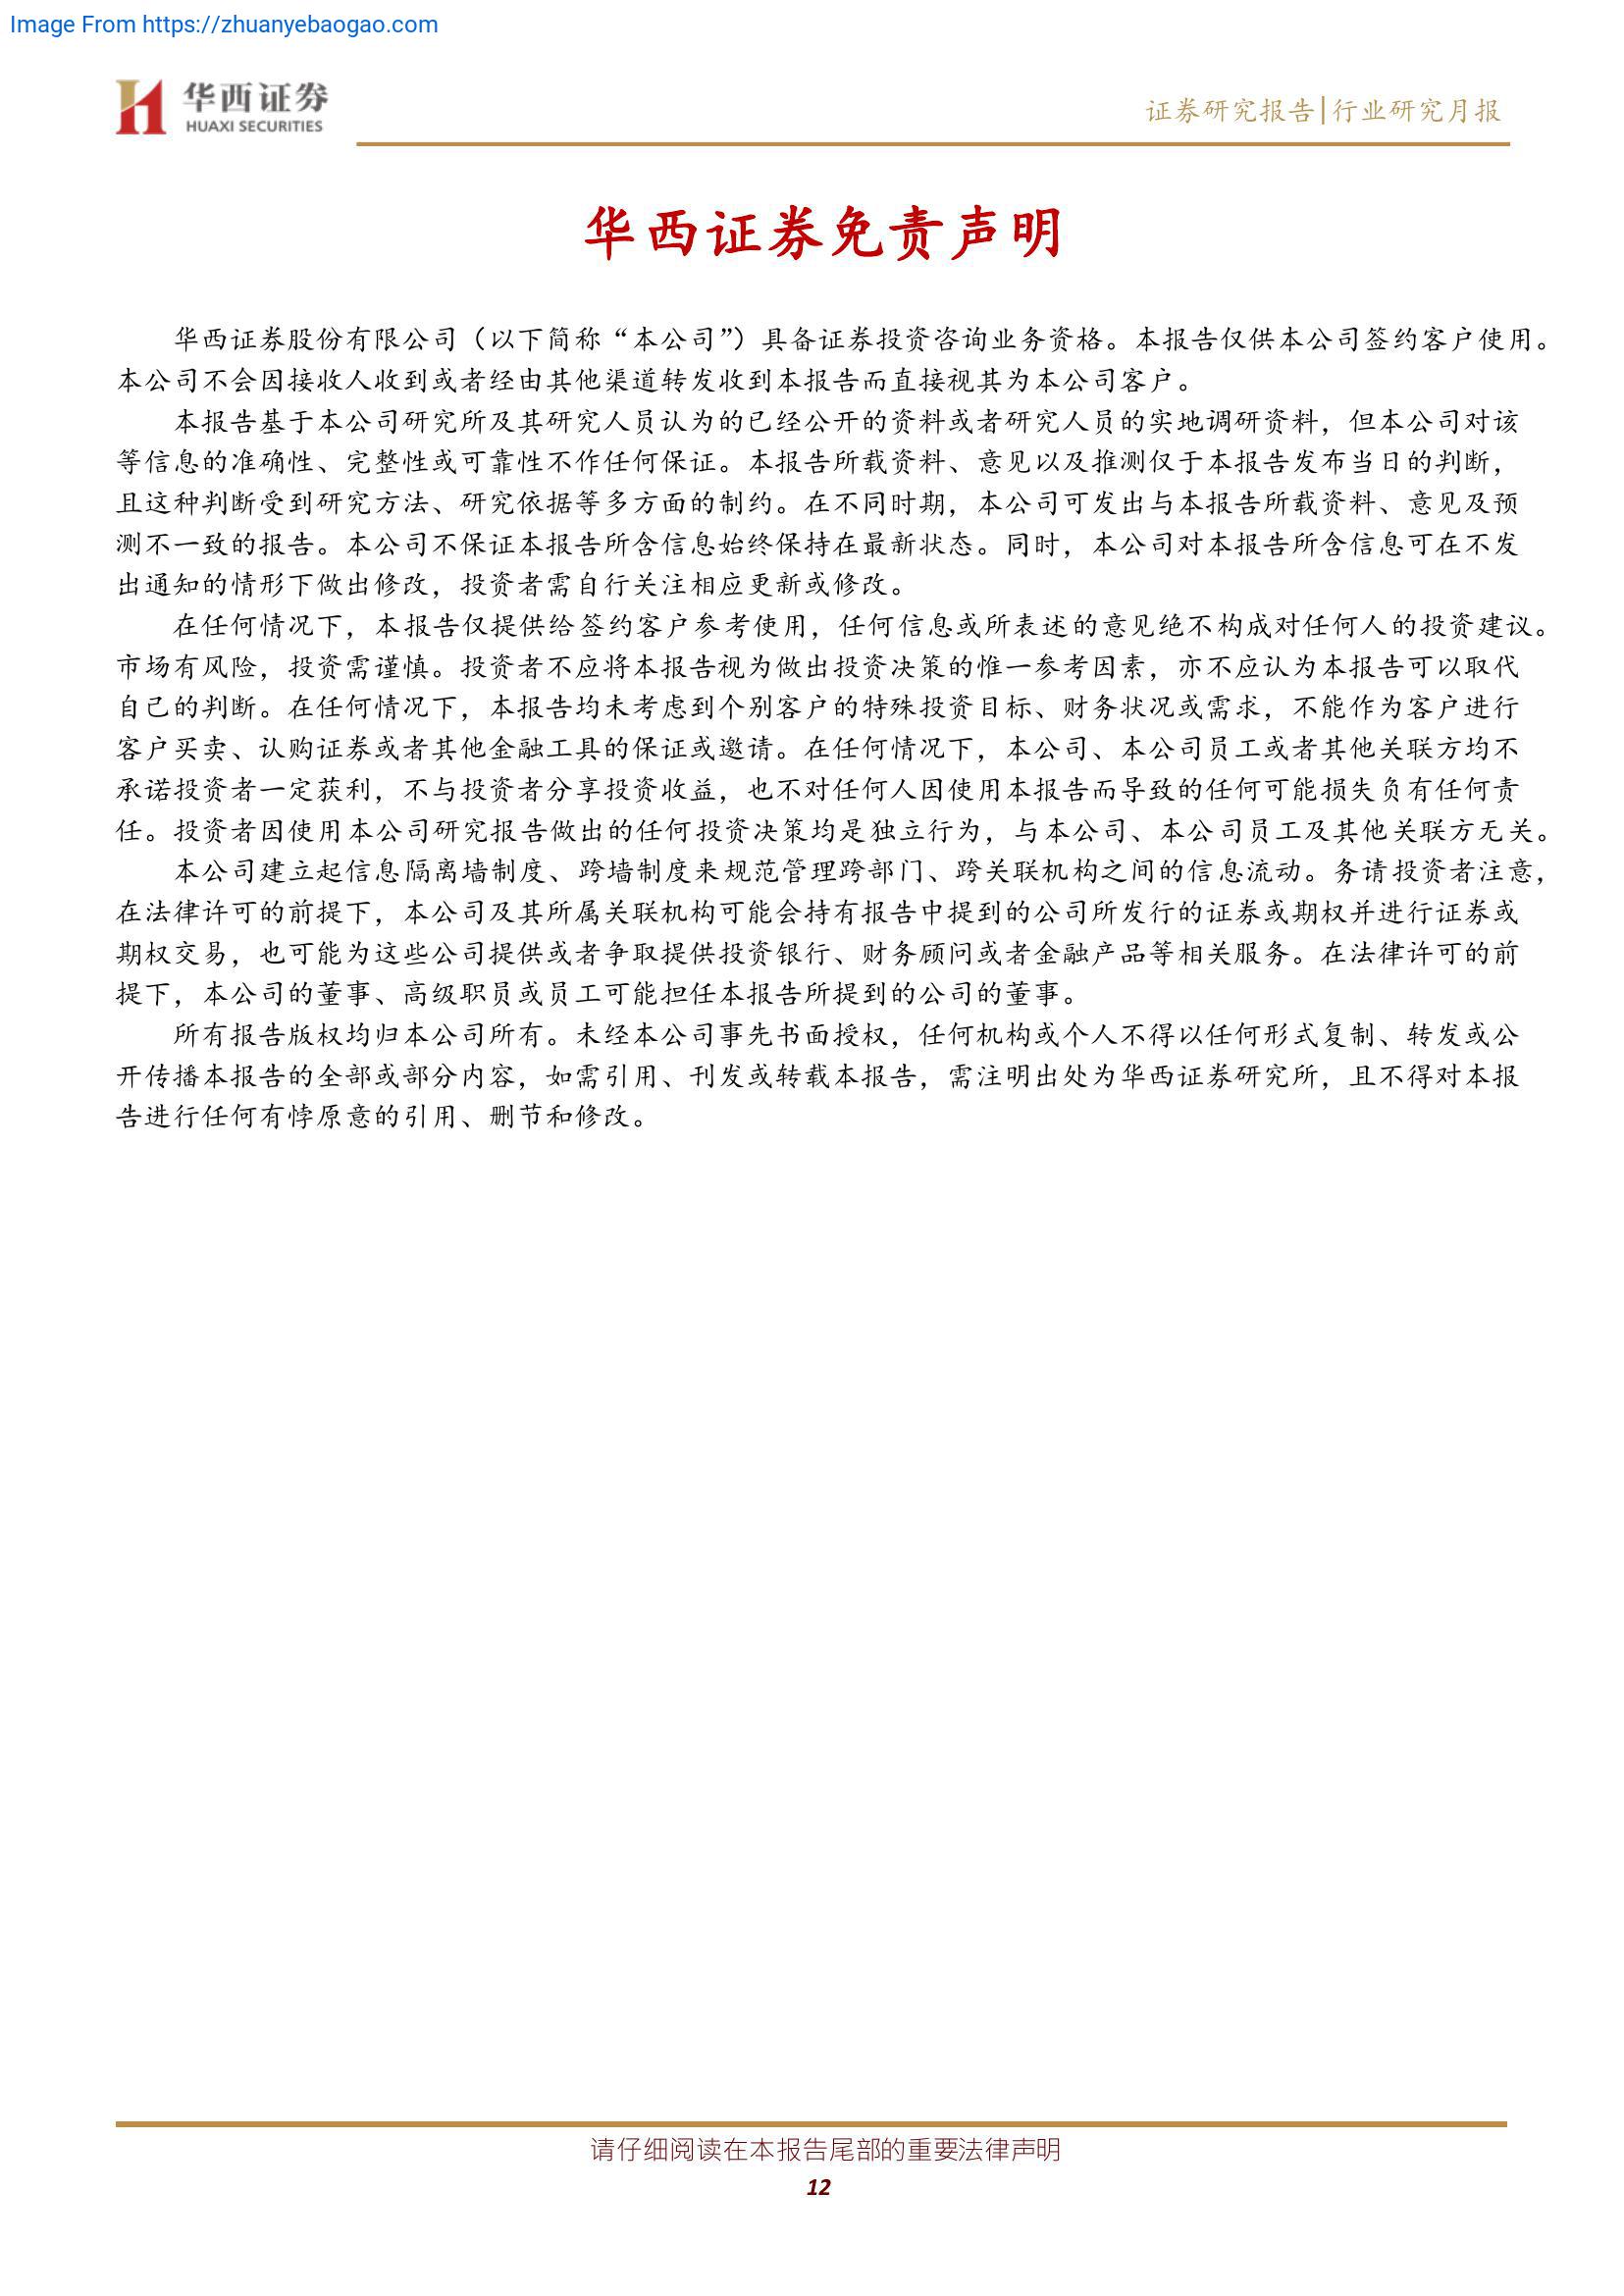 Image From https://zhuanyebaogao.com
华西证券
HUAXI SECURITIES
证券研究报告|行业研究月报
华西证券免责声明
华西证券股份有限公司（以下简称“本公司”）具备证券投资咨询业务资格。本报告仅供本公司签约客户使用。
本公司不会因接收人收到或者经由其他渠道转发收到本报告而直接视其为本公司客户。
本报告基于本公司研究所及其研究人员认为的已经公开的资料或者研究人员的实地调研资料，但本公司对该
等信息的准确性、完整性或可靠性不作任何保证。本报告所载资料、意见以及推测仅于本报告发布当日的判断，
且这种判断受到研究方法、研究依据等多方面的制约。在不同时期，本公司可发出与本报告所载资料、意见及预
测不一致的报告。本公司不保证本报告所含信息始终保持在最新状态。同时，本公司对本报告所含信息可在不发
出通知的情形下做出修改，投资者需自行关注相应更新或修改。
在任何情况下，本报告仅提供给签约客户参考使用，任何信息或所表述的意见绝不构成对任何人的投资建议。
市场有风险，投资需谨慎。投资者不应将本报告视为做出投资决策的惟一参考因素，亦不应认为本报告可以取代
自己的判断。在任何情况下，本报告均未考虑到个别客户的特殊投资目标、财务状况或需求，不能作为客户进行
客户买卖、认购证券或者其他金融工具的保证或邀请。在任何情况下，本公司、本公司员工或者其他关联方均不
承诺投资者一定获利，不与投资者分享投资收益，也不对任何人因使用本报告而导致的任何可能损失负有任何责
任。投资者因使用本公司研究报告做出的任何投资决策均是独立行为，与本公司、本公司员工及其他关联方无关。
本公司建立起信息隔离墙制度、跨墙制度来规范管理跨部门、跨关联机构之间的信息流动。务请投资者注意，
在法律许可的前提下，本公司及其所属关联机构可能会持有报告中提到的公司所发行的证券或期权并进行证券或
期权交易，也可能为这些公司提供或者争取提供投资银行、财务顾问或者金融产品等相关服务。在法律许可的前
提下，本公司的董事、高级职员或员工可能担任本报告所提到的公司的董事。
所有报告版权均归本公司所有。未经本公司事先书面授权，任何机构或个人不得以任何形式复制、转发或公
开传播本报告的全部或部分内容，如需引用、刊发或转载本报告，需注明出处为华西证券研究所，且不得对本报
告进行任何有悖原意的引用、删节和修改。
请仔细阅读在本报告尾部的重要法律声明
12